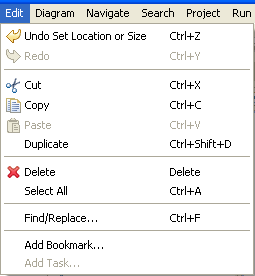 Edit Diagram Navigate Search Project Run
Undo Set Location or Size Ctrl+Z
Redo Ctrl+Y
Cut Ctrl+X
Copy Ctrl+C
Paste Ctrl+V
Duplicate Ctrl+Shift+D
Delete Delete
Select All Ctrl+A
Find/Replace... Ctrl+F
Add Bookmark...
Add Task...